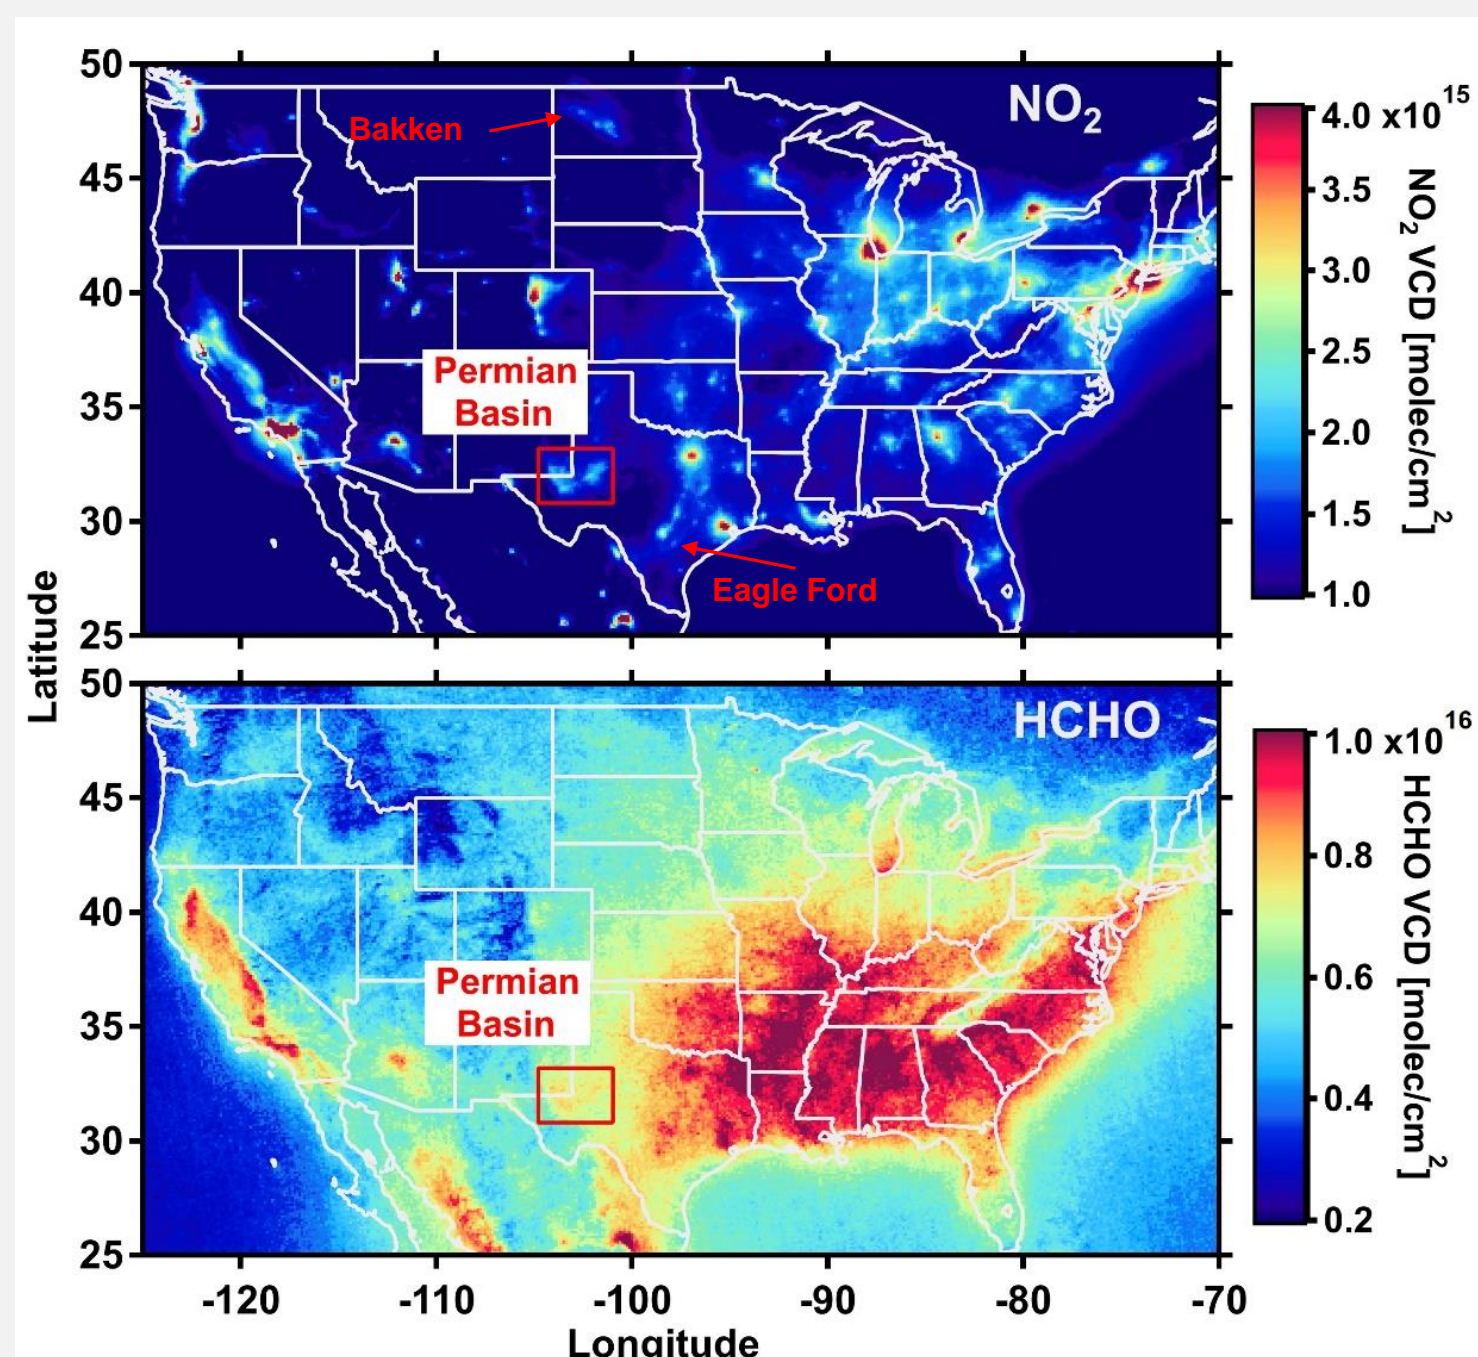 50
45
40
35
30
25
NO2
Bakken
Permian
Basin
Eagle Ford
4.0 x10^15
3.5
3.0
2.5
2.0
1.5
1.0
NO2 VCD [molec/cm^2]
Latitude
50
45
40
35
30
25
HCHO
Permian
Basin
1.0 x10^16
0.8
0.6
0.4
0.2
HCHO VCD [molec/cm^2]
-120 -110 -100 -90 -80 -70
Longitude